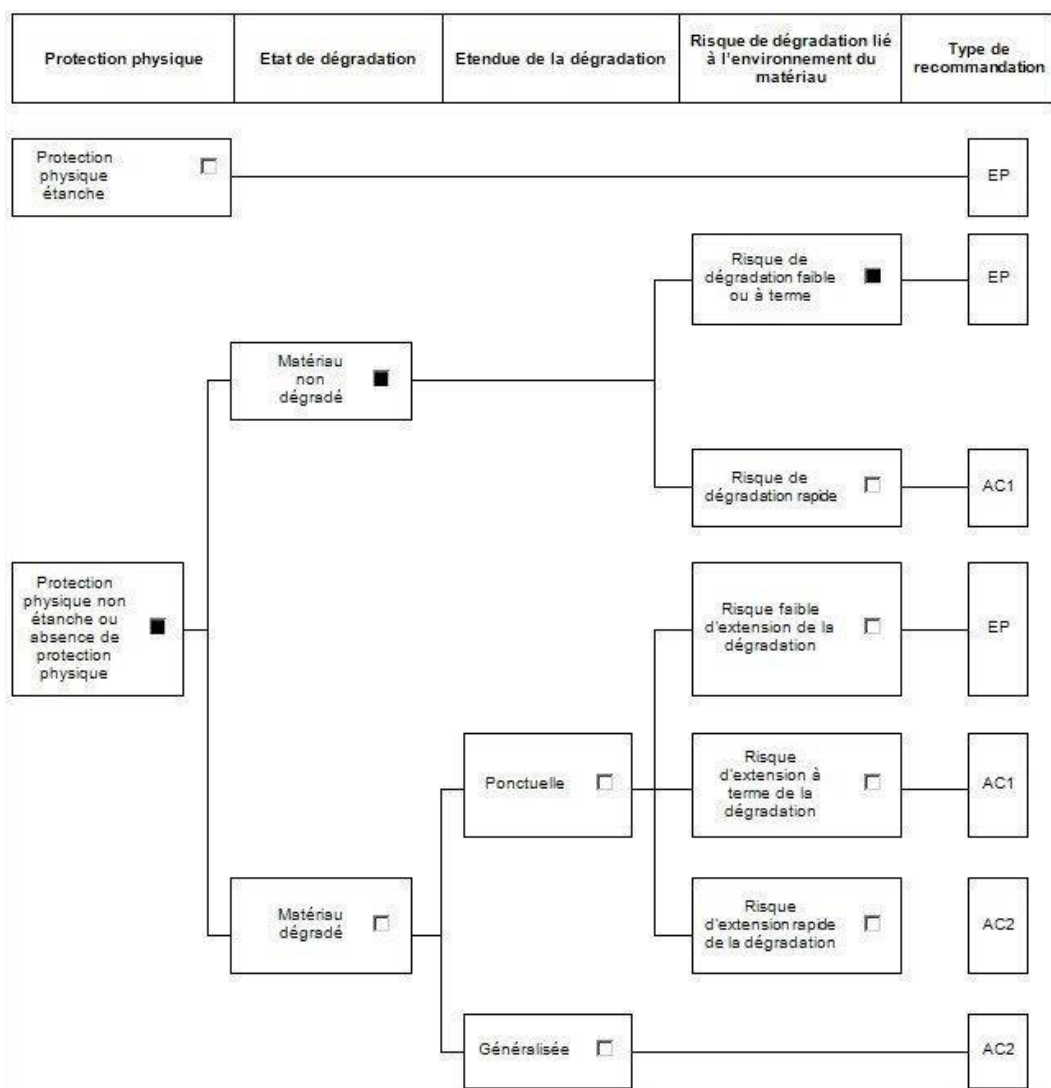 Protection physique
Etat de dégradation
Etendue de la dégradation
Risque de dégradation lié
à l'environnement du
matériau
Type de
recommandation
Protection
physique
étanche
EP
Risque de
dégradation faible
ou à terme
EP
Matériau
non
dégradé
Risque de
dégradation rapide
AC1
Protection
physique non
étanche ou
absence de
protection
physique
Risque faible
d'extension de la
dégradation
EP
Ponctuelle
Risque
d'extension à
terme de la
dégradation
AC1
Matériau
dégradé
Risque
d'extension rapide
de la dégradation
AC2
Généralisée
AC2